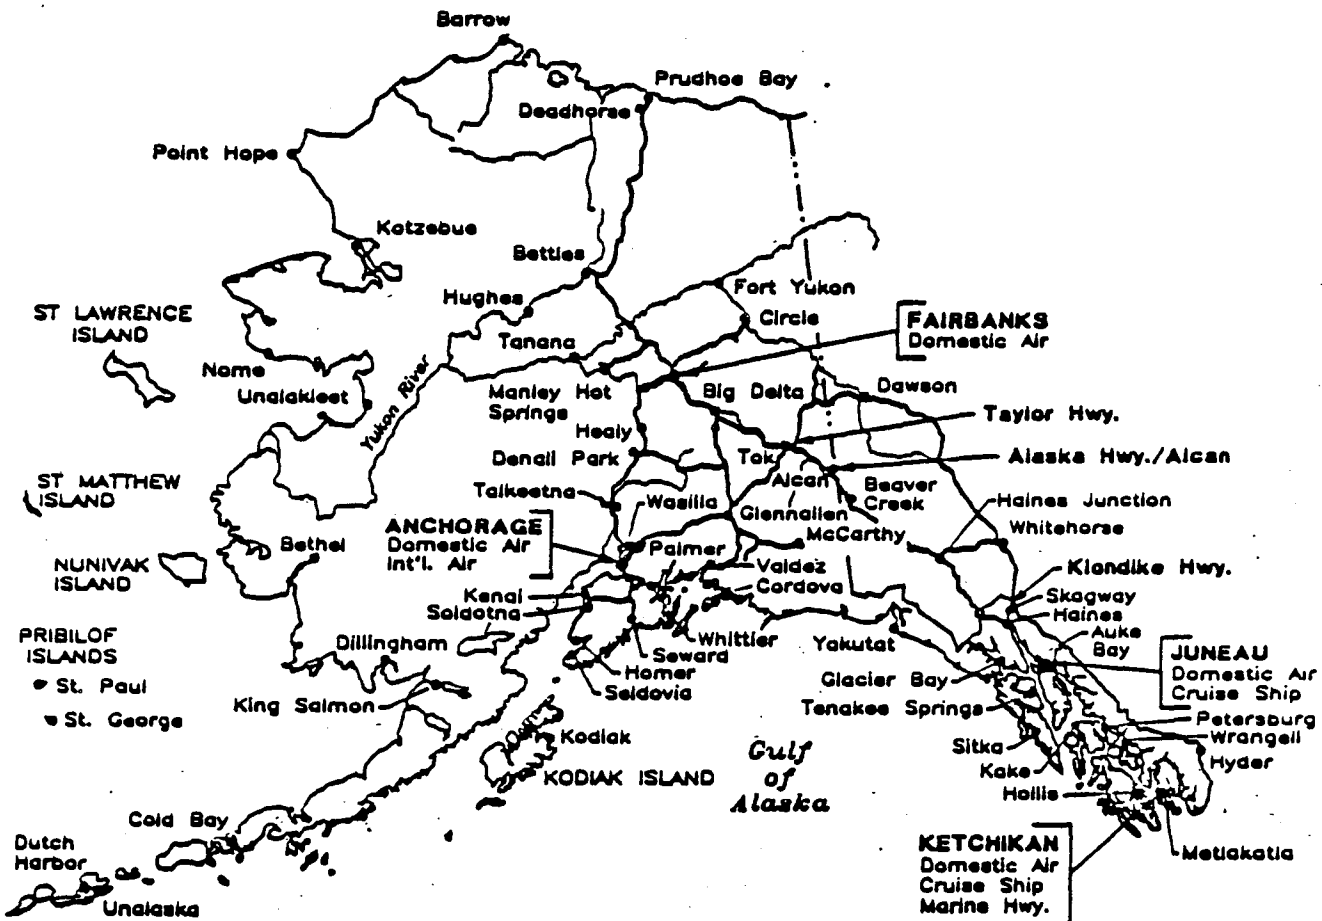 Barrow
Prudhoe Bay
Deadhorse
Point Hope
Kotzebue
Bettles
Hughes
Fort Yukon
Circle
ST LAWRENCE
ISLAND
FAIRBANKS
Domestic Air
Tanana
Nome
Unalakleet
Yukon River
Manley Hot
Springs
Big Delta
Dawson
Taylor Hwy.
Healy
Denali Park
Tok
Alaska Hwy./Alcan
Alcan
Beaver
Creek
ST MATTHEW
ISLAND
Talkeetna
Wasilla
Glennallen
Haines Junction
Whitehorse
ANCHORAGE
Domestic Air
Int'l. Air
McCarthy
Bethel
Palmer
NUNIVAK
ISLAND
Valdez
Cordova
Klondike Hwy.
Kenai
Soldotna
Skagway
Haines
Auke
Bay
PRIBILOF
ISLANDS
St. Paul
St. George
Dillingham
Whittier
Yakutat
Seward
Homer
Seldovia
JUNEAU
Domestic Air
Cruise Ship
Glacier Bay
Tenakee Springs
King Salmon
Petersburg
Wrangell
Kodiak
KODIAK ISLAND
Gulf
of
Alaska
Sitka
Kake
Hyder
Hollis
Cold Bay
Dutch
Harbor
Unalaska
KETCHIKAN
Domestic Air
Cruise Ship
Marine Hwy.
Metlakatla